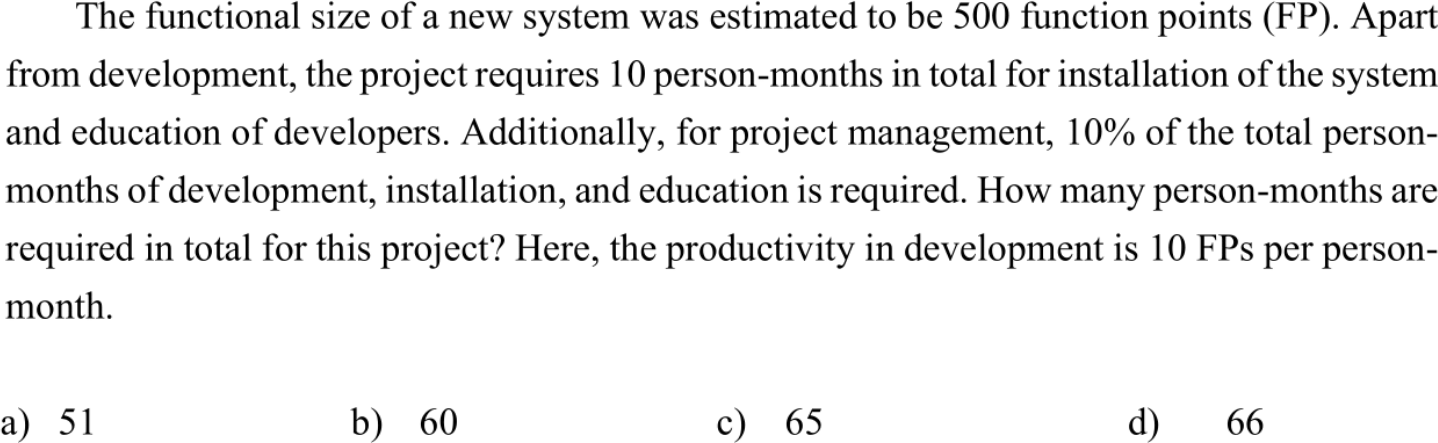 The functional size of a new system was estimated to be 500 function points (FP). Apart
from development, the project requires 10 person-months in total for installation of the system
and education of developers. Additionally, for project management, 10% of the total person-
months of development, installation, and education is required. How many person-months are
required in total for this project? Here, the productivity in development is 10 FPs per person-
month.
a) 51 b) 60 c) 65 d) 66